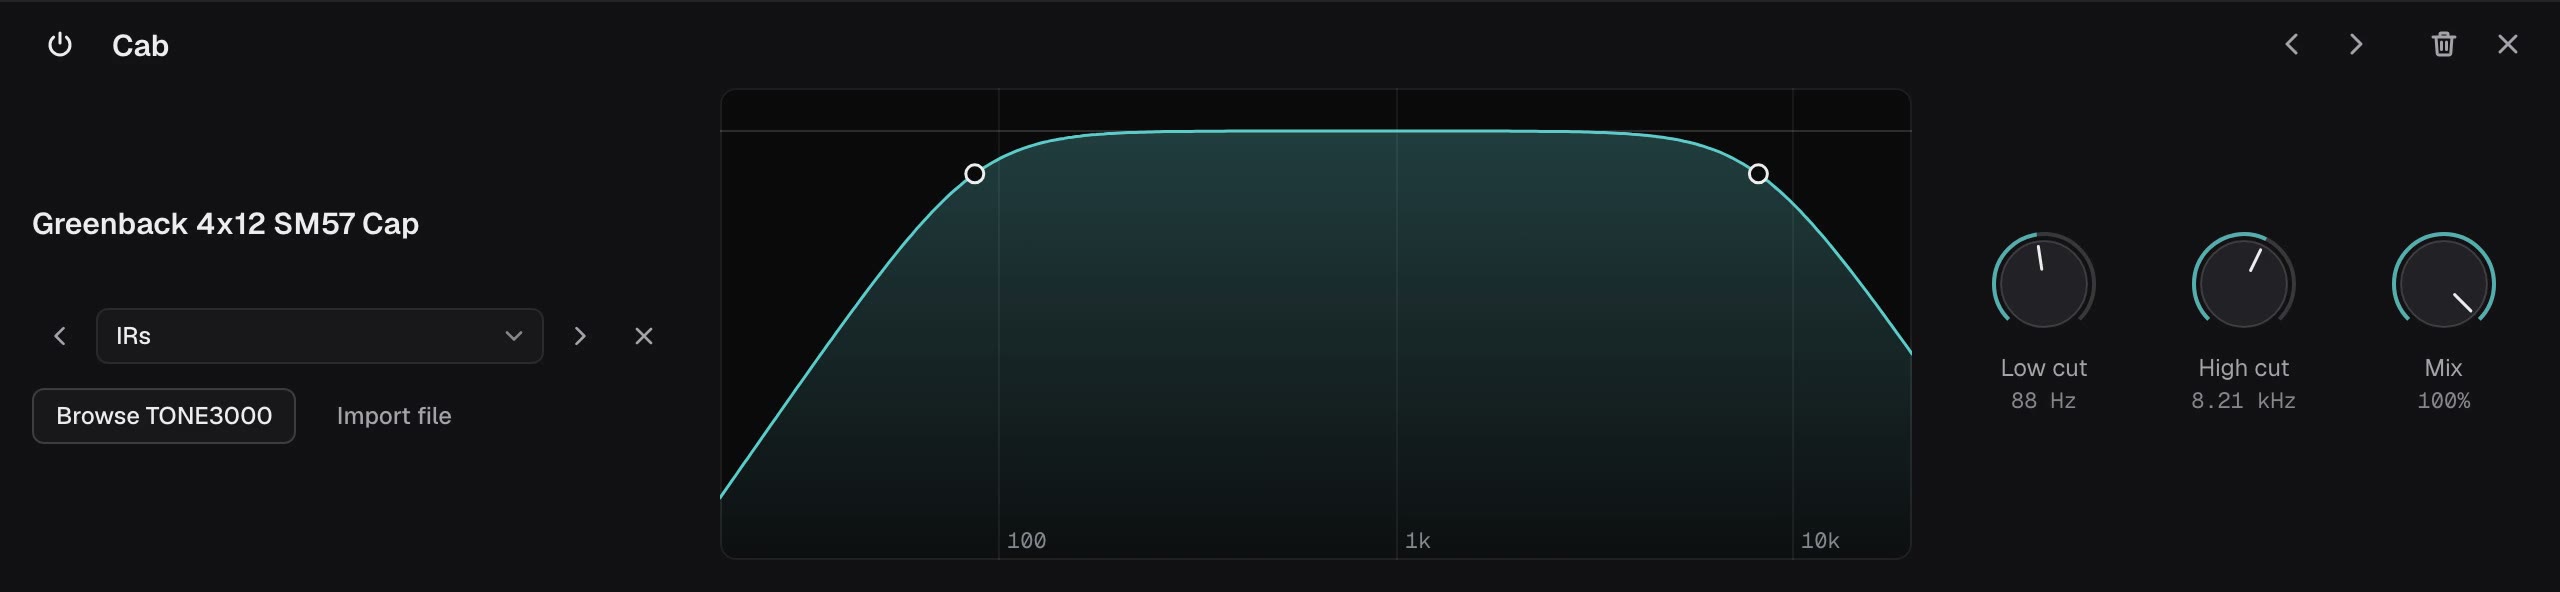 Cab
Greenback 4x12 SM57 Cap
IRs
Browse TONE3000
Import file
100
1k
10k
Low cut
88 Hz
High cut
8.21 kHz
Mix
100%